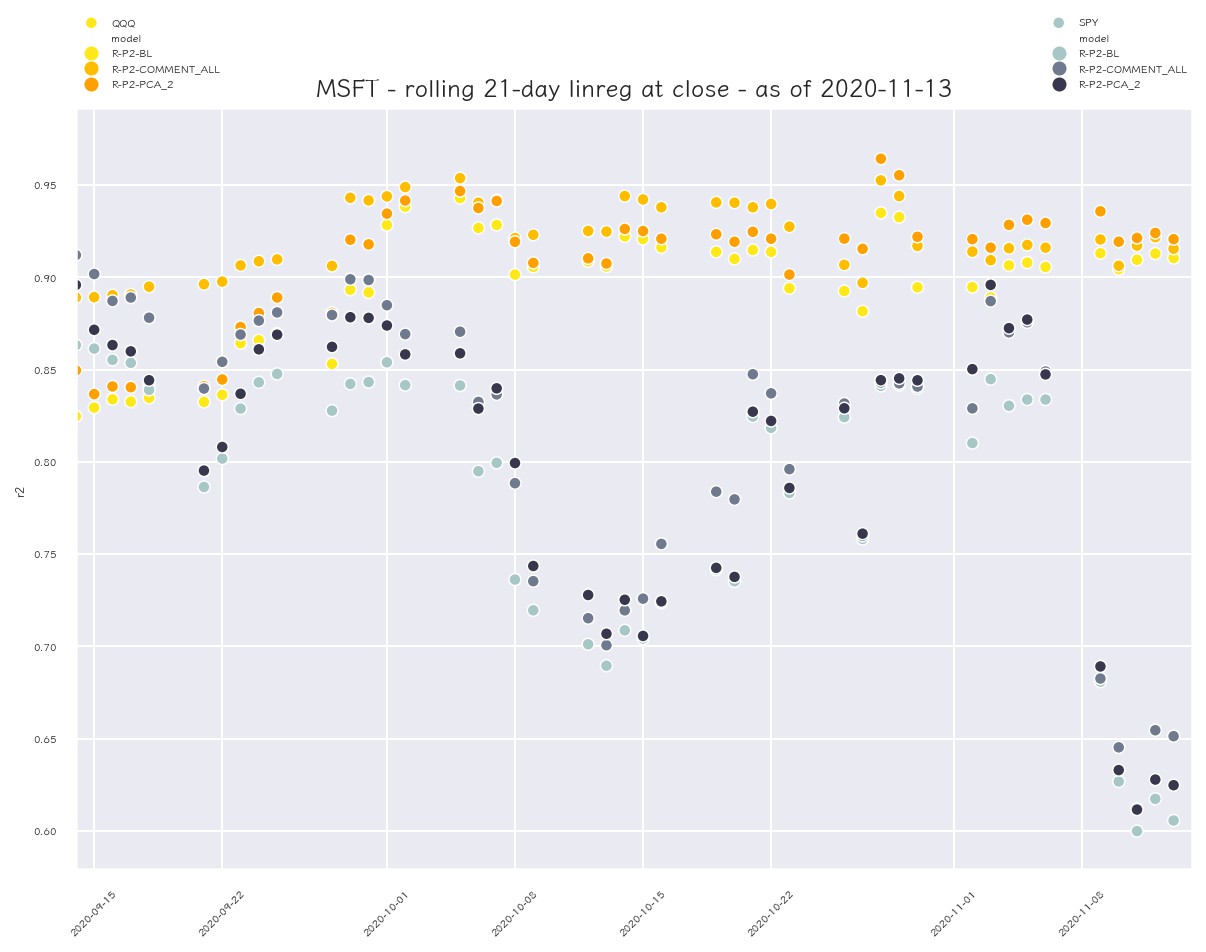 QQQ
model
R-P2-BL
R-P2-COMMENT_ALL
R-P2-PCA_2
SPY
model
R-P2-BL
R-P2-COMMENT_ALL
R-P2-PCA_2
MSFT - rolling 21-day linreg at close - as of 2020-11-13
0.95
0.90
0.85
0.80
0.75
0.70
0.65
0.60
r2
2020-09-15
2020-09-22
2020-10-01
2020-10-08
2020-10-15
2020-10-22
2020-11-01
2020-11-08